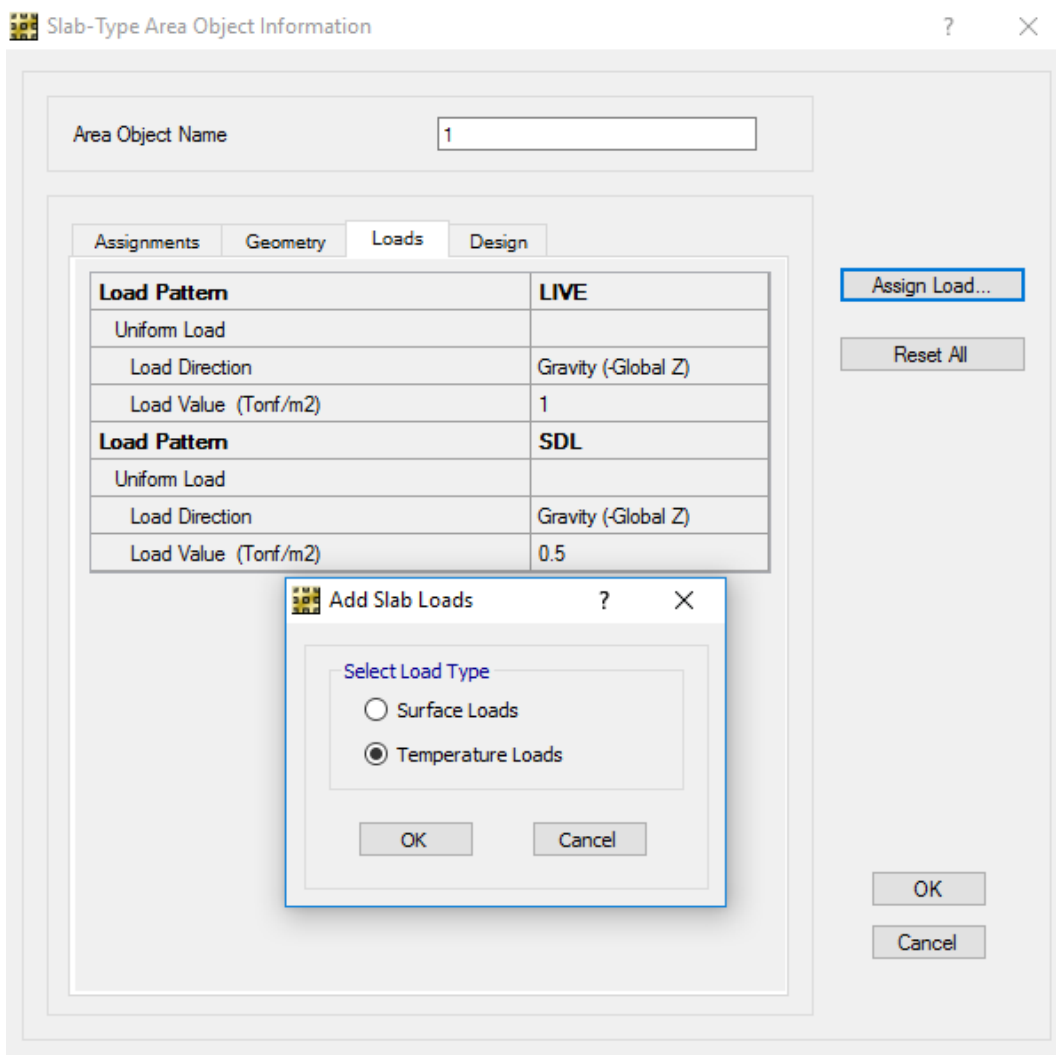 Slab-Type Area Object Information ?
Area Object Name 1
Assignments Geometry Loads Design
Assign Load...
Reset All
Load Pattern LIVE
Uniform Load
Load Direction Gravity (-Global Z)
Load Value (Tonf/m2) 1
Load Pattern SDL
Uniform Load
Load Direction Gravity (-Global Z)
Load Value (Tonf/m2) 0.5
Add Slab Loads ?
Select Load Type
Surface Loads
Temperature Loads
OK Cancel
OK
Cancel